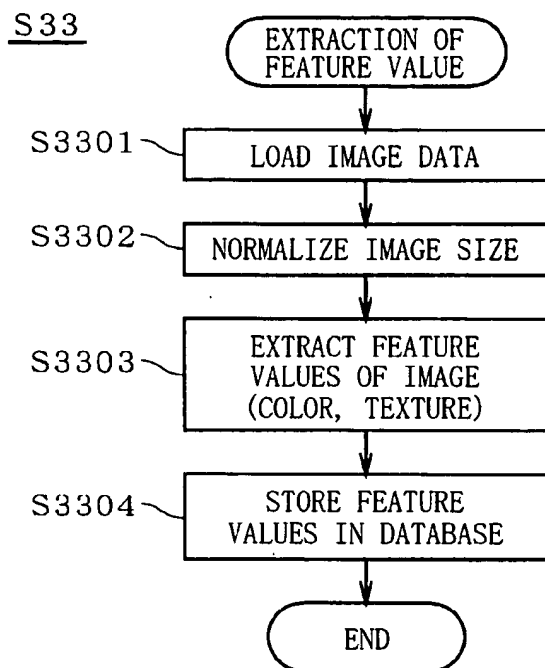 S33
EXTRACTION OF
FEATURE VALUE
S3301
LOAD IMAGE DATA
S3302
NORMALIZE IMAGE SIZE
S3303
EXTRACT FEATURE
VALUES OF IMAGE
(COLOR, TEXTURE)
S3304
STORE FEATURE
VALUES IN DATABASE
END